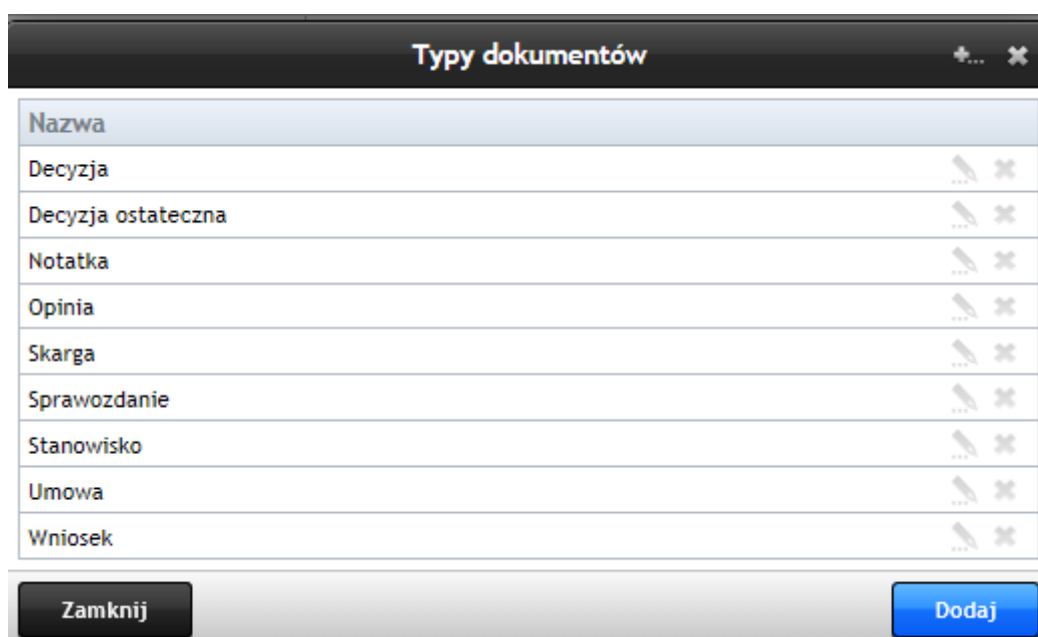 Typy dokumentów
Nazwa
Decyzja
Decyzja ostateczna
Notatka
Opinia
Skarga
Sprawozdanie
Stanowisko
Umowa
Wniosek
Zamknij Dodaj